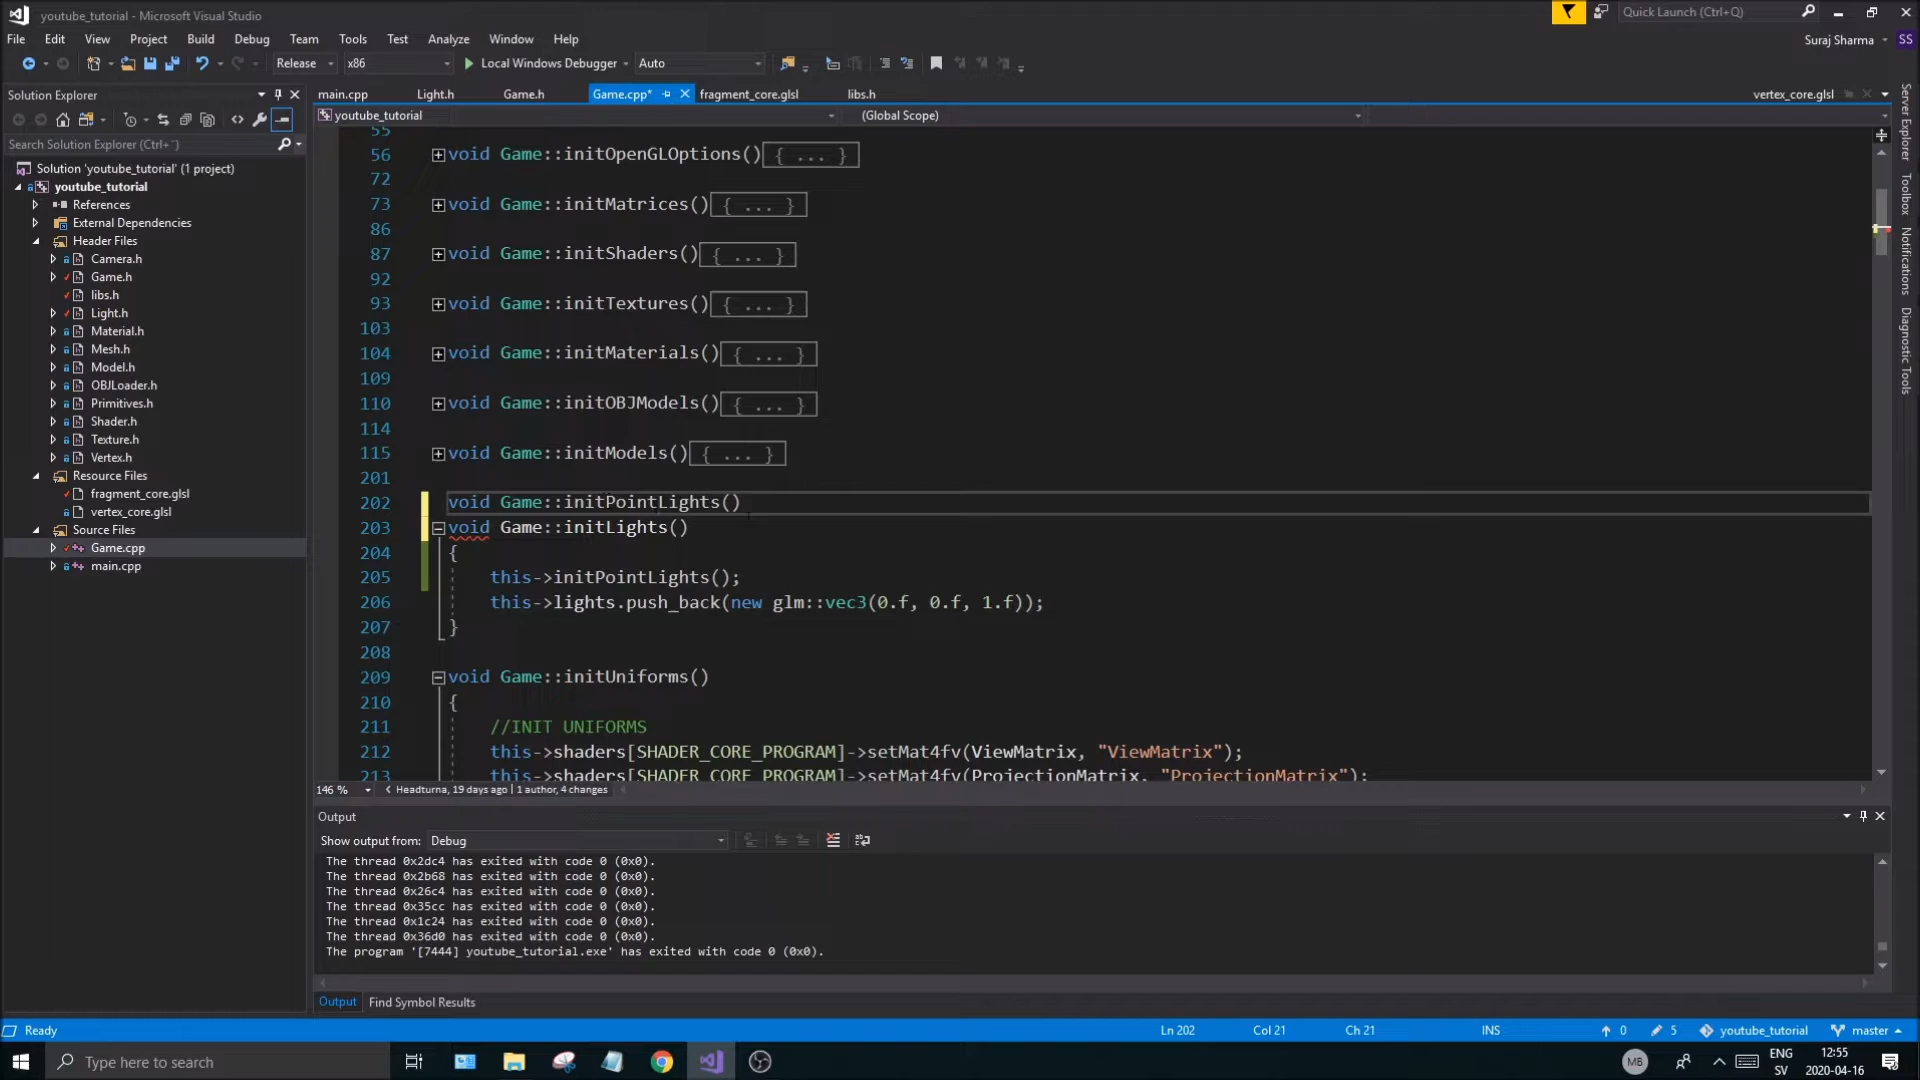 youtube_tutorial - Microsoft Visual Studio
Quick Launch (Ctrl+Q)
File Edit View Project Build Debug Team Tools Test Analyze Window Help
Suraj Sharma SS
Release x86 Local Windows Debugger Auto
Solution Explorer
main.cpp Light.h Game.h Game.cpp* fragment_core.glsl libs.h vertex_core.glsl
youtube_tutorial (Global Scope)
Search Solution Explorer (Ctrl+¨)
Solution 'youtube_tutorial' (1 project)
youtube_tutorial
References
External Dependencies
Header Files
Camera.h
Game.h
libs.h
Light.h
Material.h
Mesh.h
Model.h
OBJLoader.h
Primitives.h
Shader.h
Texture.h
Vertex.h
Resource Files
fragment_core.glsl
vertex_core.glsl
Source Files
Game.cpp
main.cpp
55
56 void Game::initOpenGLOptions(){ ... }
72
73 void Game::initMatrices(){ ... }
86
87 void Game::initShaders(){ ... }
92
93 void Game::initTextures(){ ... }
103
104 void Game::initMaterials(){ ... }
109
110 void Game::initOBJModels(){ ... }
114
115 void Game::initModels(){ ... }
201
202 void Game::initPointLights()
203 void Game::initLights()
204 {
205 this->initPointLights();
206 this->lights.push_back(new glm::vec3(0.f, 0.f, 1.f));
207 }
208
209 void Game::initUniforms()
210 {
211 //INIT UNIFORMS
212 this->shaders[SHADER_CORE_PROGRAM]->setMat4fv(ViewMatrix, "ViewMatrix");
213 this->shaders[SHADER_CORE_PROGRAM]->setMat4fv(ProjectionMatrix, "ProjectionMatrix");
146 % Headturna, 19 days ago | 1 author, 4 changes
Server Explorer
Toolbox
Notifications
Diagnostic Tools
Output
Show output from: Debug
The thread 0x2dc4 has exited with code 0 (0x0).
The thread 0x2b68 has exited with code 0 (0x0).
The thread 0x26c4 has exited with code 0 (0x0).
The thread 0x35cc has exited with code 0 (0x0).
The thread 0x1c24 has exited with code 0 (0x0).
The thread 0x36d0 has exited with code 0 (0x0).
The program '[7444] youtube_tutorial.exe' has exited with code 0 (0x0).
Output Find Symbol Results
Ready Ln 202 Col 21 Ch 21 INS 0 5 youtube_tutorial master
Type here to search
MB
ENG
SV
12:55
2020-04-16